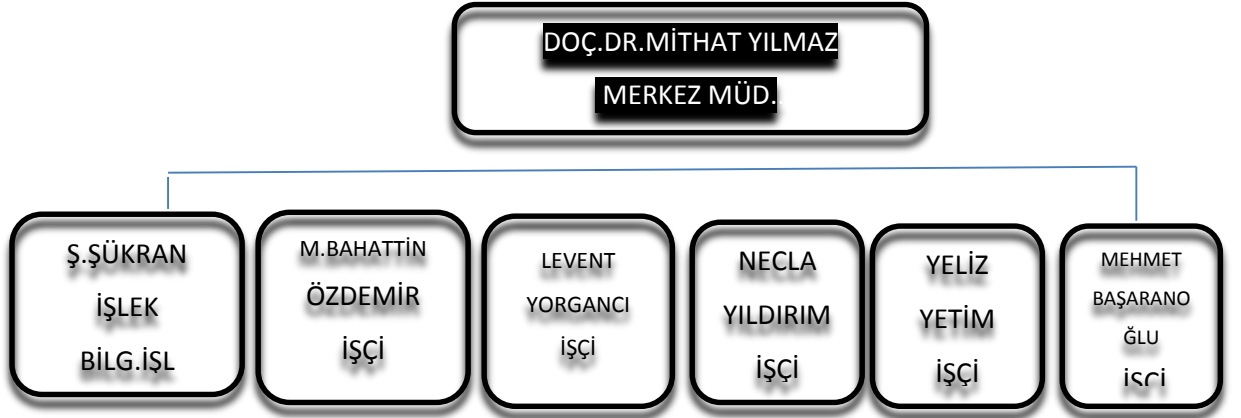 DOÇ.DR.MİTHAT YILMAZ
MERKEZ MÜD..
Ş.ŞÜKRAN
İŞLEK
BİLG.İŞL
M.BAHATTİN
ÖZDEMİR
İŞÇİ
LEVENT
YORGANCI
İŞÇİ
NECLA
YILDIRIM
İŞÇİ
YELİZ
YETİM
İŞÇİ
MEHMET
BAŞARANO
ĞLU
İŞÇİ